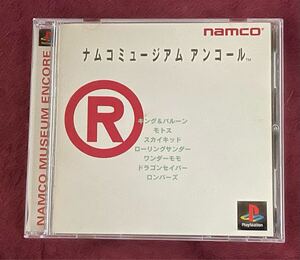 namco
ナムコミュージアム アンコール™
NAMCO MUSEUM ENCORE
R
キング&バルーン
モトス
スカイキッド
ローリングサンダー
ワンダーモモ
ドラゴンセイバー
ロンパーズ
PlayStation